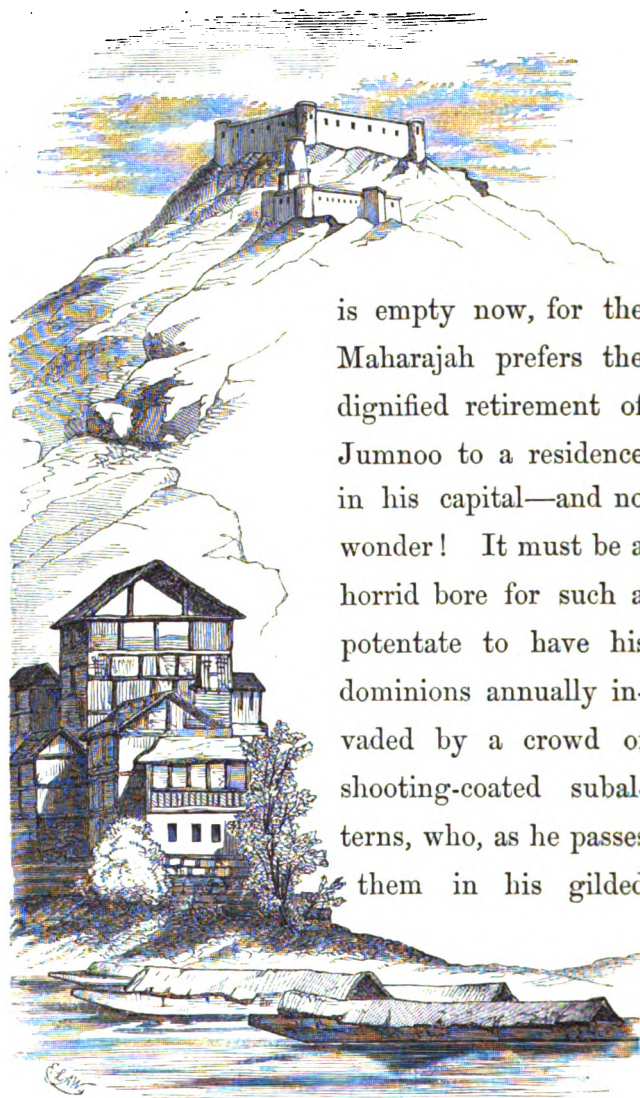 is empty now, for the
Maharajah prefers the
dignified retirement of
Jumnoo to a residence
in his capital—and no
wonder! It must be a
horrid bore for such a
potentate to have his
dominions annually in-
vaded by a crowd of
shooting-coated subal-
terns, who, as he passes
them in his gilded